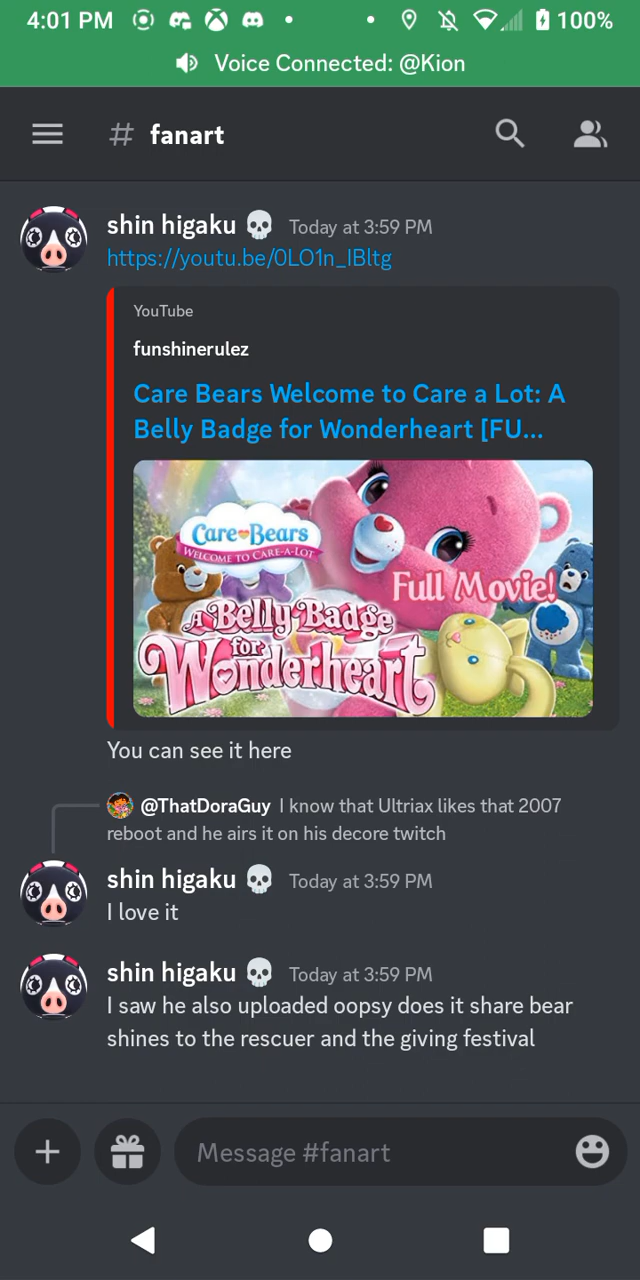 4:01 PM
100%
Voice Connected: @Kion
# fanart
shin higaku 💀 Today at 3:59 PM
https://youtu.be/0LO1n_IBltg
YouTube
funshinerulez
Care Bears Welcome to Care a Lot: A
Belly Badge for Wonderheart [FU...
Care Bears
WELCOME TO CARE-A-LOT
Full Movie!
A Belly Badge
for
Wonderheart
You can see it here
@ThatDoraGuy I know that Ultriax likes that 2007
reboot and he airs it on his decore twitch
shin higaku 💀 Today at 3:59 PM
I love it
shin higaku 💀 Today at 3:59 PM
I saw he also uploaded oopsy does it share bear
shines to the rescuer and the giving festival
Message #fanart